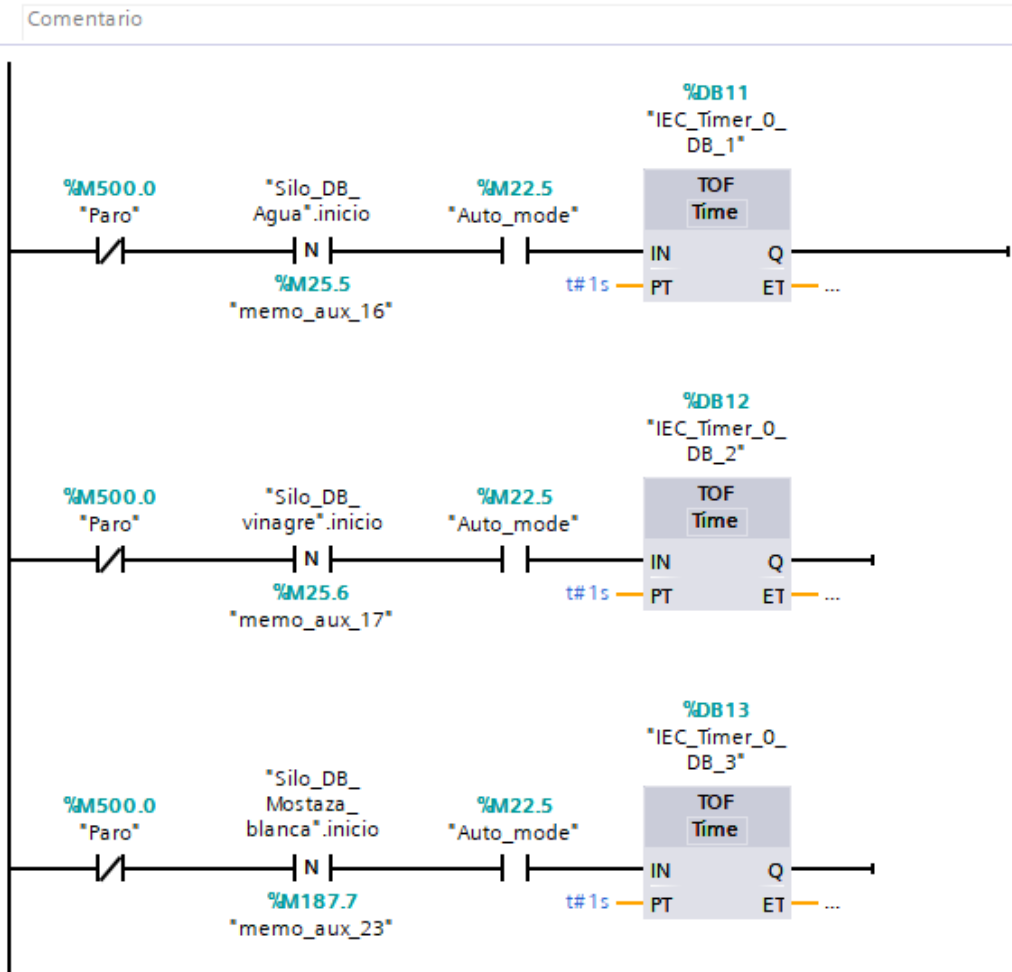 Comentario
%DB11
"IEC_Timer_0_
DB_1"
%M500.0
"Paro"
"Silo_DB_
Agua".inicio
%M22.5
"Auto_mode"
TOF
Time
N
IN
Q
%M25.5
"memo_aux_16"
t#1s
PT
ET
...
%DB12
"IEC_Timer_0_
DB_2"
%M500.0
"Paro"
"Silo_DB_
vinagre".inicio
%M22.5
"Auto_mode"
TOF
Time
N
IN
Q
%M25.6
"memo_aux_17"
t#1s
PT
ET
...
%DB13
"IEC_Timer_0_
DB_3"
%M500.0
"Paro"
"Silo_DB_
Mostaza_
blanca".inicio
%M22.5
"Auto_mode"
TOF
Time
N
IN
Q
%M187.7
"memo_aux_23"
t#1s
PT
ET
...